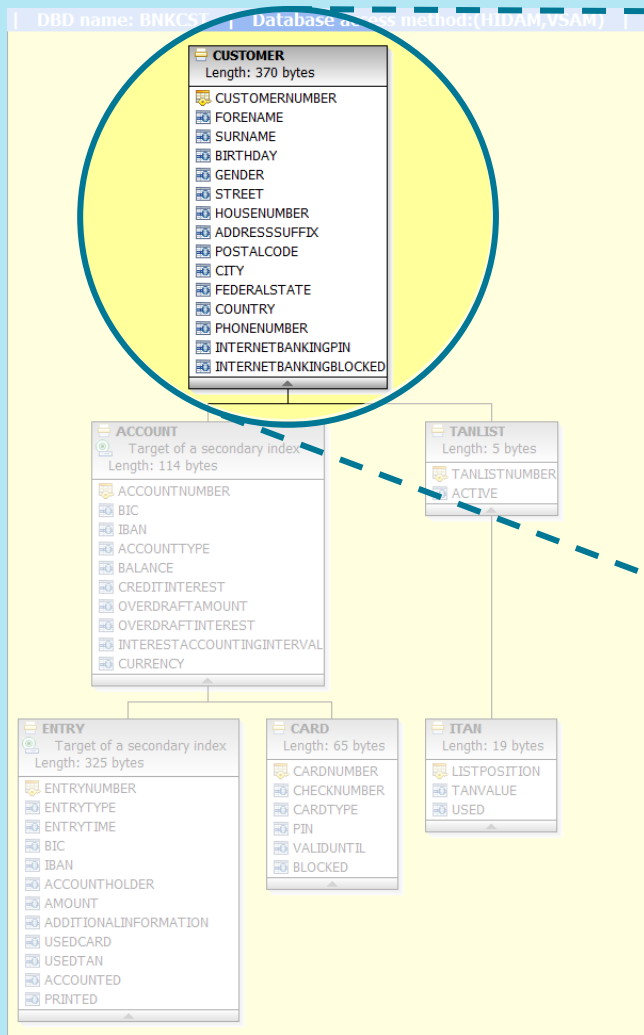 | DBD name: BNKCST | Database access method:(HIDAM,VSAM) |
CUSTOMER
Length: 370 bytes
CUSTOMERNUMBER
FORENAME
SURNAME
BIRTHDAY
GENDER
STREET
HOUSENUMBER
ADDRESSSUFFIX
POSTALCODE
CITY
FEDERALSTATE
COUNTRY
PHONENUMBER
INTERNETBANKINGPIN
INTERNETBANKINGBLOCKED
ACCOUNT
Target of a secondary index
Length: 114 bytes
ACCOUNTNUMBER
BIC
IBAN
ACCOUNTTYPE
BALANCE
CREDITINTEREST
OVERDRAFTAMOUNT
OVERDRAFTINTEREST
INTERESTACCOUNTINGINTERVAL
CURRENCY
TANLIST
Length: 5 bytes
TANLISTNUMBER
ACTIVE
ENTRY
Target of a secondary index
Length: 325 bytes
ENTRYNUMBER
ENTRYTYPE
ENTRYTIME
BIC
IBAN
ACCOUNTHOLDER
AMOUNT
ADDITIONALINFORMATION
USEDCARD
USEDTAN
ACCOUNTED
PRINTED
CARD
Length: 65 bytes
CARDNUMBER
CHECKNUMBER
CARDTYPE
PIN
VALIDUNTIL
BLOCKED
ITAN
Length: 19 bytes
LISTPOSITION
TANVALUE
USED